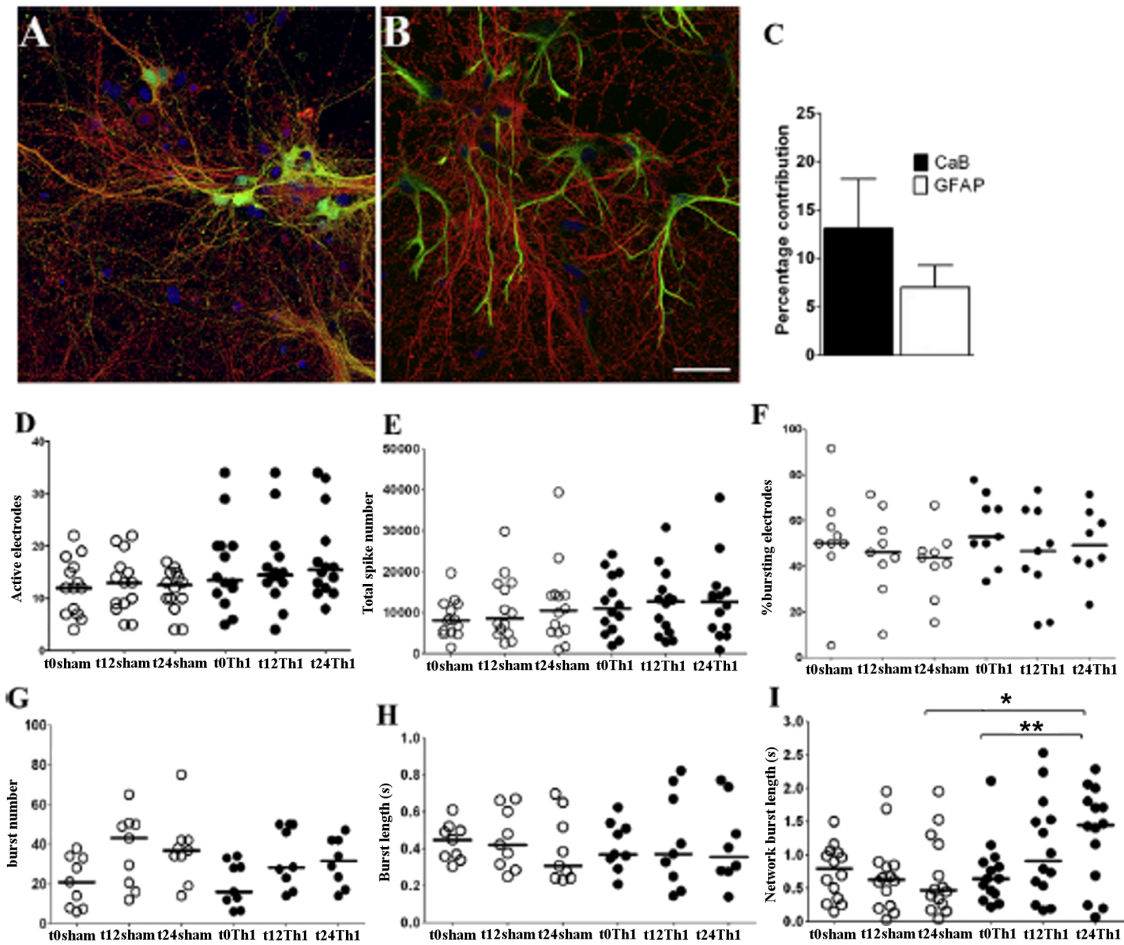 A
B
C
25
20
15
10
5
0
Percentage contribution
CaB
GFAP
D
40
30
20
10
0
Active electrodes
t0sham t12sham t24sham t0Th1 t12Th1 t24Th1
E
50000
40000
30000
20000
10000
0
Total spike number
t0sham t12sham t24sham t0Th1 t12Th1 t24Th1
F
100
80
60
40
20
0
%bursting electrodes
t0sham t12sham t24sham t0Th1 t12Th1 t24Th1
G
100
80
60
40
20
0
burst number
t0sham t12sham t24sham t0Th1 t12Th1 t24Th1
H
1.0
0.8
0.6
0.4
0.2
0.0
Burst length (s)
t0sham t12sham t24sham t0Th1 t12Th1 t24Th1
I
*
**
3.0
2.5
2.0
1.5
1.0
0.5
0.0
Network burst length (s)
t0sham t12sham t24sham t0Th1 t12Th1 t24Th1